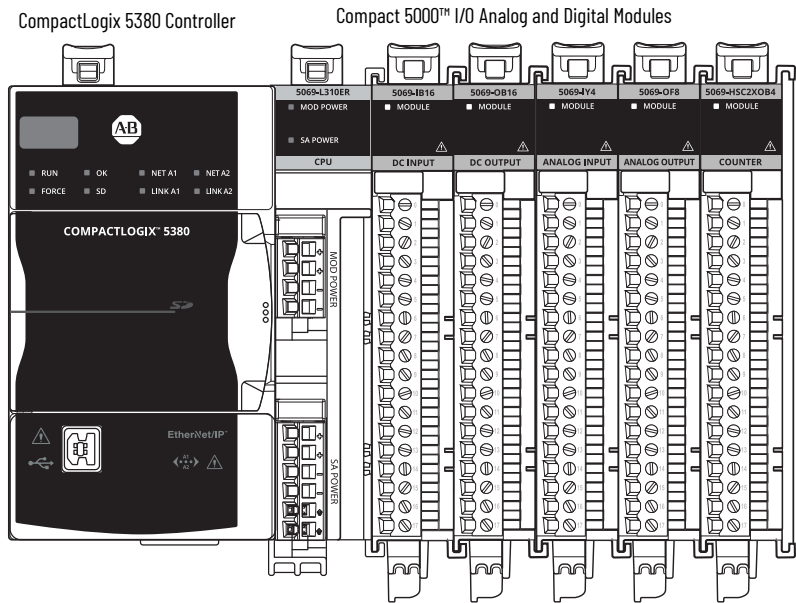 CompactLogix 5380 Controller
Compact 5000™ I/O Analog and Digital Modules
5069-L310ER
5069-IB16
5069-OB16
5069-IY4
5069-OF8
5069-HSC2XOB4
MOD POWER
MODULE
MODULE
MODULE
MODULE
MODULE
A-B
SA POWER
CPU
DC INPUT
DC OUTPUT
ANALOG INPUT
ANALOG OUTPUT
COUNTER
RUN
OK
NET A1
NET A2
FORCE
SD
LINK A1
LINK A2
COMPACTLOGIX™ 5380
MOD POWER
SD
EtherNet/IP™
A1
A2
SA POWER